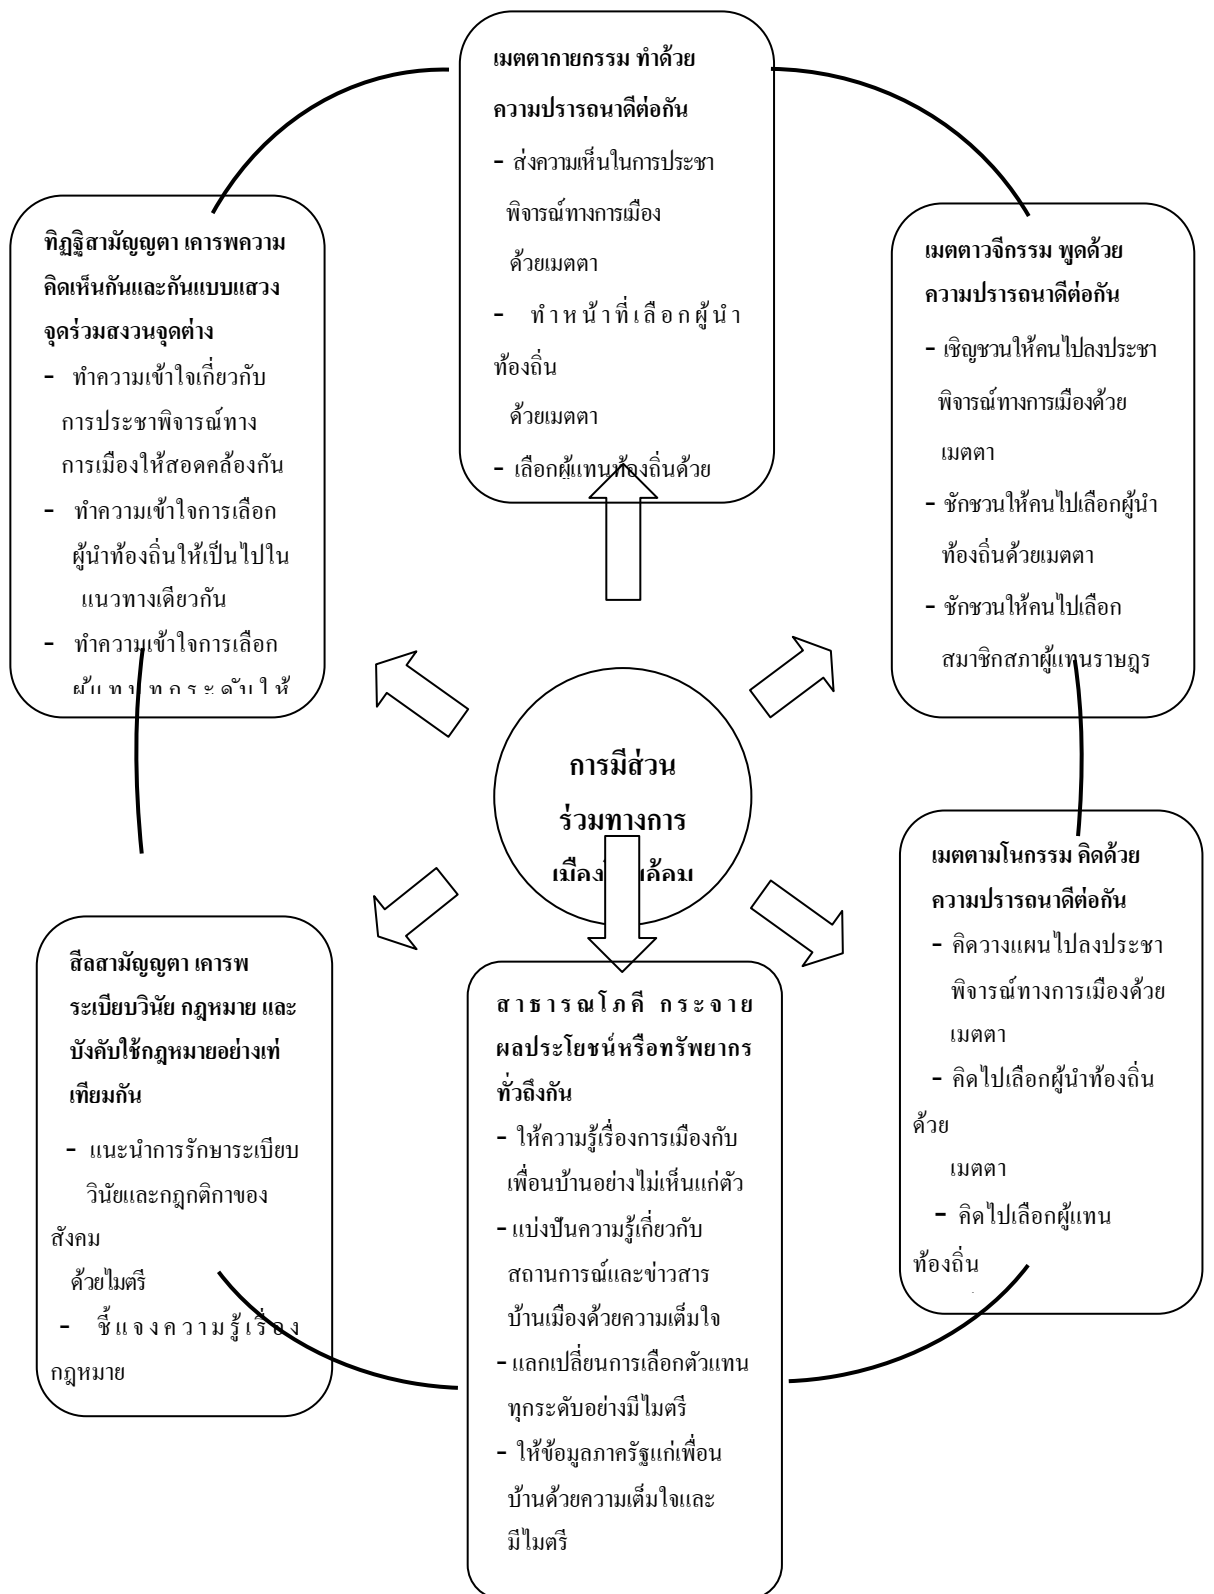 เมตตากายกรรม ทำด้วย
ความปรารถนาดีต่อกัน
- ส่งความเห็นในการประชา
พิจารณ์ทางการเมือง
ด้วยเมตตา
- ทำหน้าที่เลือกผู้นำ
ท้องถิ่น
ด้วยเมตตา
- เลือกผู้แทนท้องถิ่นด้วย
เมตตาวจีกรรม พูดด้วย
ความปรารถนาดีต่อกัน
- เชิญชวนให้คนไปลงประชา
พิจารณ์ทางการเมืองด้วย
เมตตา
- ชักชวนให้คนไปเลือกผู้นำ
ท้องถิ่นด้วยเมตตา
- ชักชวนให้คนไปเลือก
สมาชิกสภาผู้แทนราษฎร
เมตตามโนกรรม คิดด้วย
ความปรารถนาดีต่อกัน
- คิดวางแผนไปลงประชา
พิจารณ์ทางการเมืองด้วย
เมตตา
- คิดไปเลือกผู้นำท้องถิ่น
ด้วย
เมตตา
- คิดไปเลือกผู้แทน
ท้องถิ่น
สาธารณโภคี กระจาย
ผลประโยชน์หรือทรัพยากร
ทั่วถึงกัน
- ให้ความรู้เรื่องการเมืองกับ
เพื่อนบ้านอย่างไม่เห็นแก่ตัว
- แบ่งปันความรู้เกี่ยวกับ
สถานการณ์และข่าวสาร
บ้านเมืองด้วยความเต็มใจ
- แลกเปลี่ยนการเลือกตัวแทน
ทุกระดับอย่างมีไมตรี
- ให้ข้อมูลภาครัฐแก่เพื่อน
บ้านด้วยความเต็มใจและ
มีไมตรี
สีลสามัญญตา เคารพ
ระเบียบวินัย กฎหมาย และ
บังคับใช้กฎหมายอย่างเท่
เทียมกัน
- แนะนำการรักษาระเบียบ
วินัยและกฎกติกาของ
สังคม
ด้วยไมตรี
- ชี้แจงความรู้เรื่อง
กฎหมาย
ทิฏฐิสามัญญตา เคารพความ
คิดเห็นกันและกันแบบแสวง
จุดร่วมสงวนจุดต่าง
- ทำความเข้าใจเกี่ยวกับ
การประชาพิจารณ์ทาง
การเมืองให้สอดคล้องกัน
- ทำความเข้าใจการเลือก
ผู้นำท้องถิ่นให้เป็นไปใน
แนวทางเดียวกัน
- ทำความเข้าใจการเลือก
ผู้แทนทุกระดับให้
การมีส่วน
ร่วมทางการ